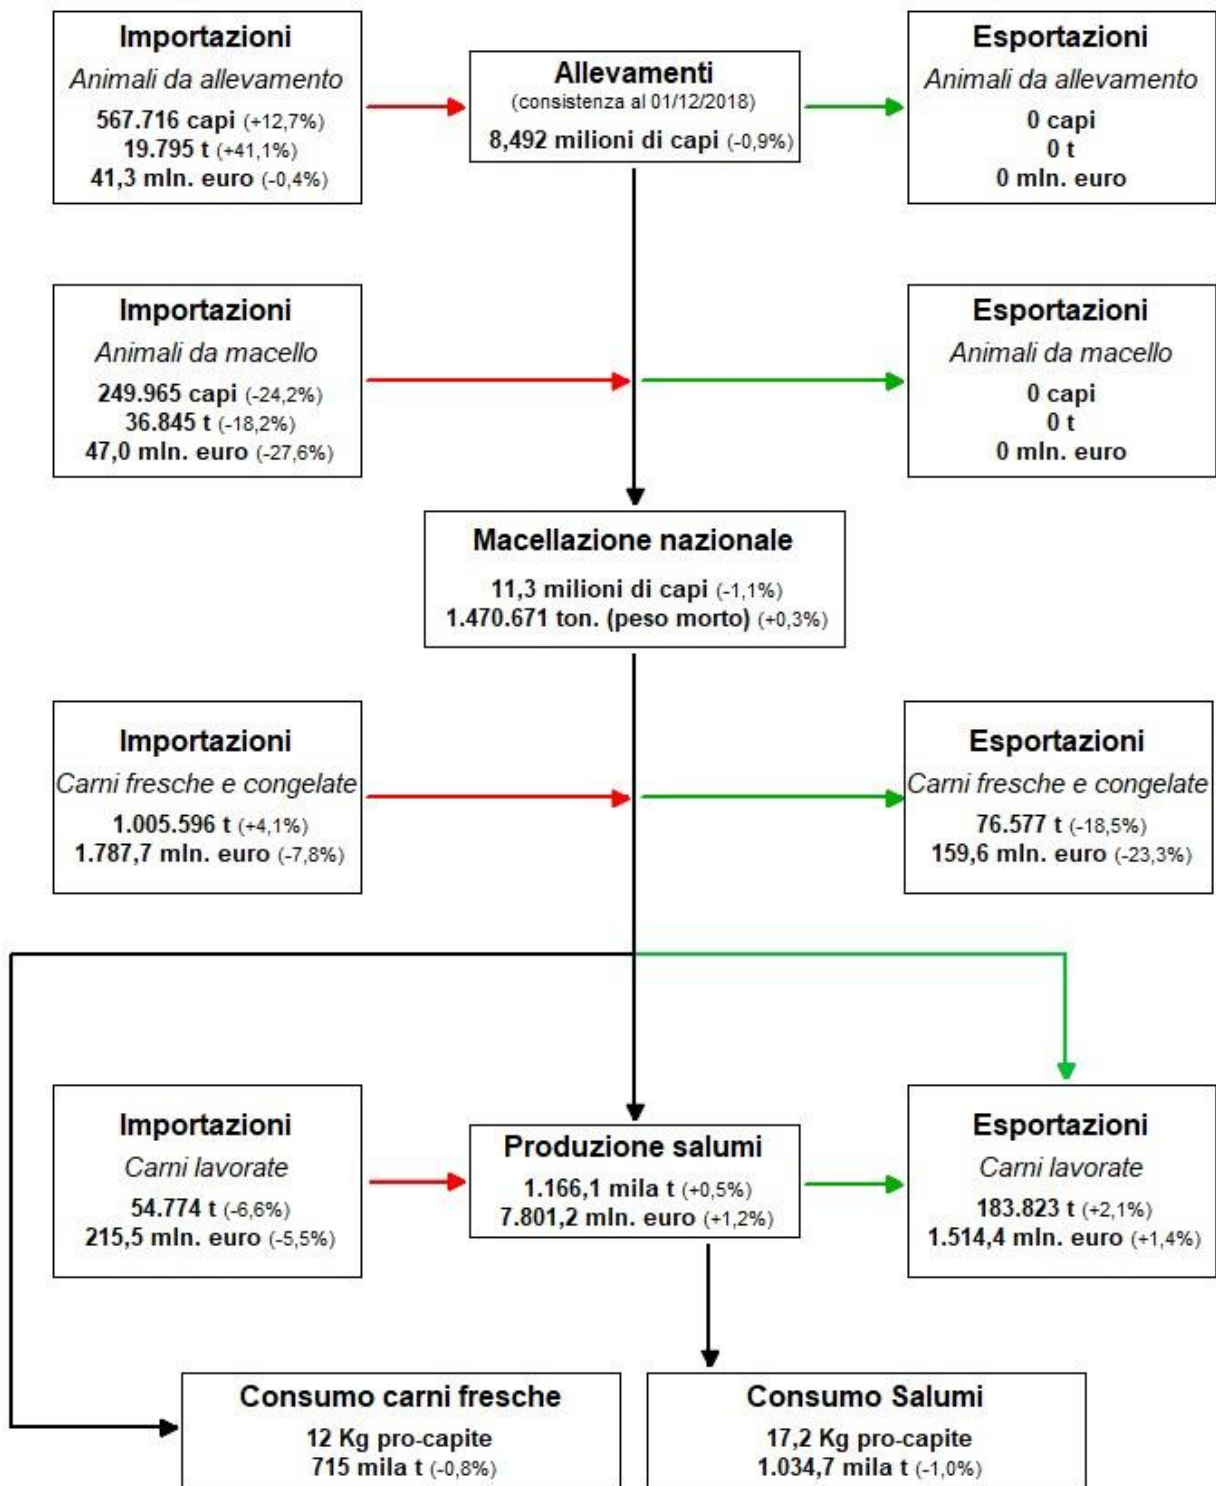 Importazioni
Animali da allevamento
567.716 capi (+12,7%)
19.795 t (+41,1%)
41,3 mln. euro (-0,4%)
Allevamenti
(consistenza al 01/12/2018)
8,492 milioni di capi (-0,9%)
Esportazioni
Animali da allevamento
0 capi
0 t
0 mln. euro
Importazioni
Animali da macello
249.965 capi (-24,2%)
36.845 t (-18,2%)
47,0 mln. euro (-27,6%)
Esportazioni
Animali da macello
0 capi
0 t
0 mln. euro
Macellazione nazionale
11,3 milioni di capi (-1,1%)
1.470.671 ton. (peso morto) (+0,3%)
Importazioni
Carni fresche e congelate
1.005.596 t (+4,1%)
1.787,7 mln. euro (-7,8%)
Esportazioni
Carni fresche e congelate
76.577 t (-18,5%)
159,6 mln. euro (-23,3%)
Importazioni
Carni lavorate
54.774 t (-6,6%)
215,5 mln. euro (-5,5%)
Produzione salumi
1.166,1 mila t (+0,5%)
7.801,2 mln. euro (+1,2%)
Esportazioni
Carni lavorate
183.823 t (+2,1%)
1.514,4 mln. euro (+1,4%)
Consumo carni fresche
12 Kg pro-capite
715 mila t (-0,8%)
Consumo Salumi
17,2 Kg pro-capite
1.034,7 mila t (-1,0%)